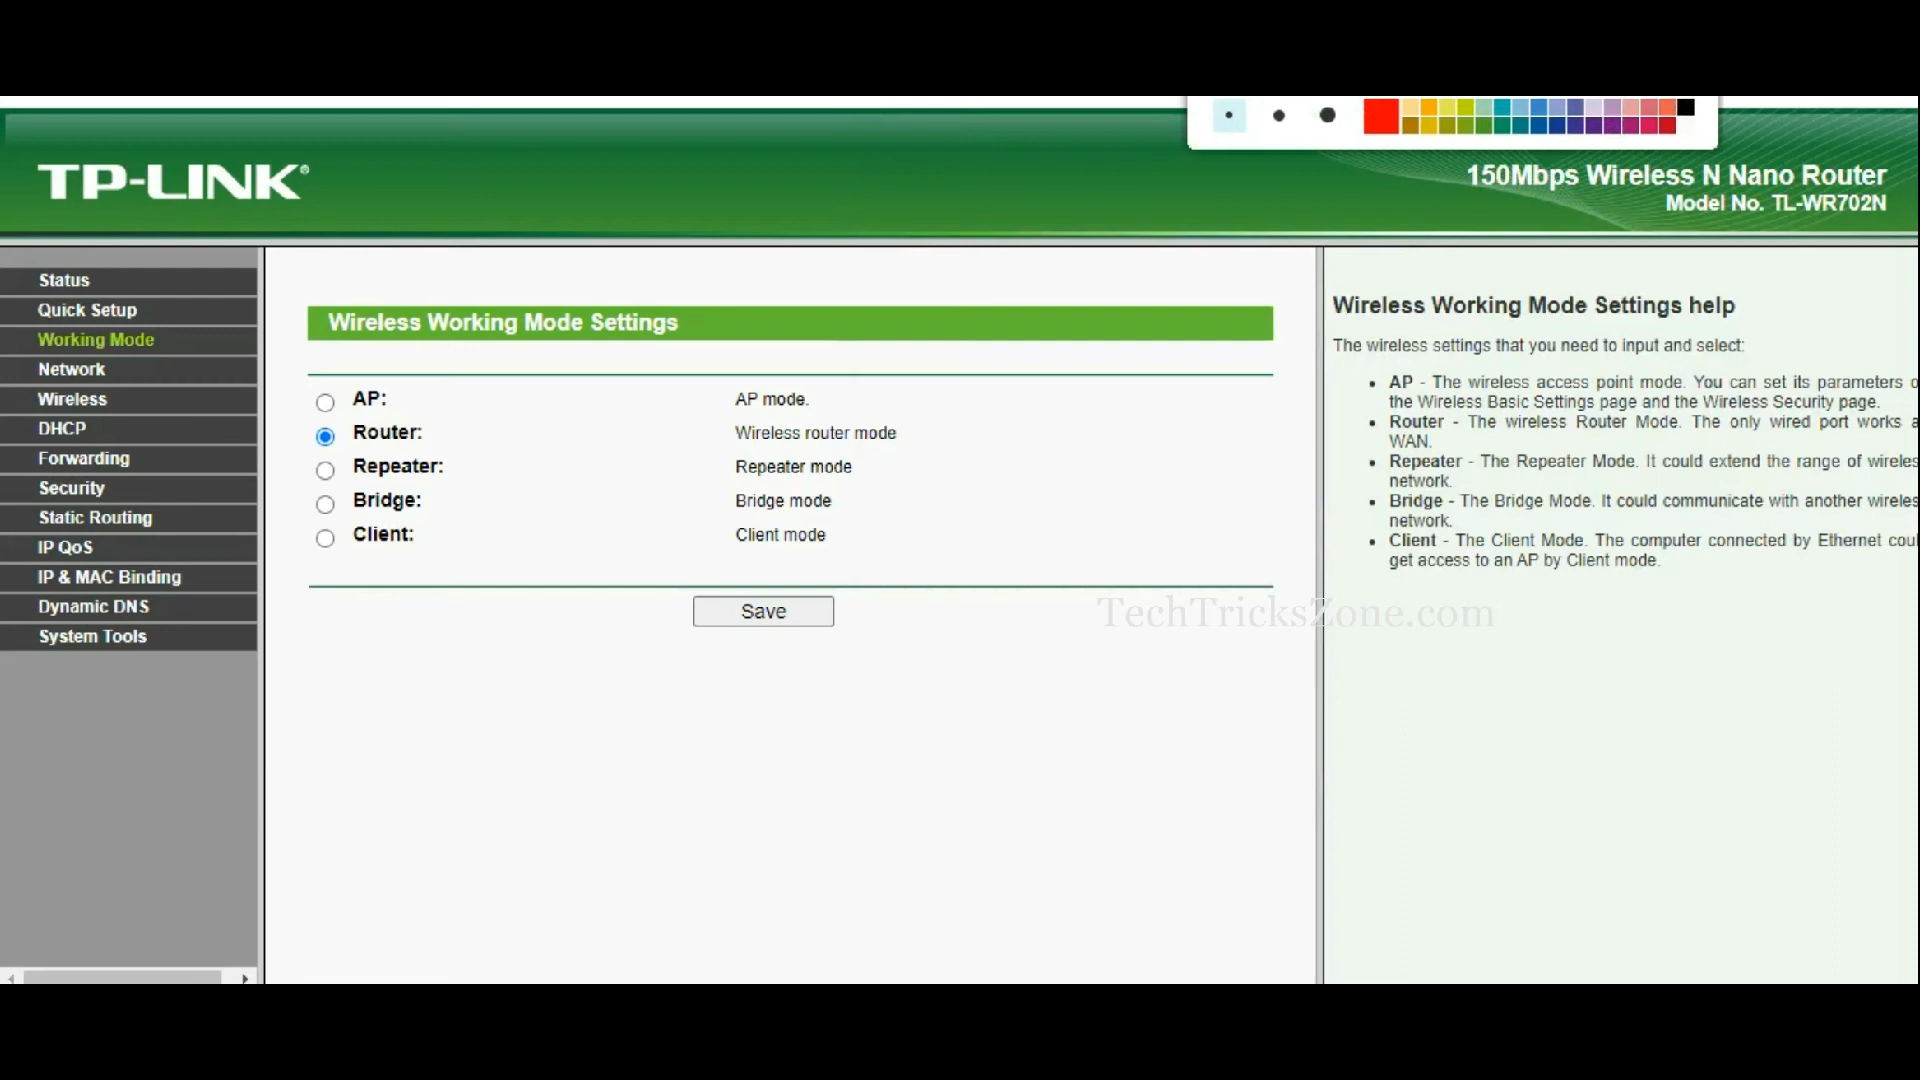 TP-LINK®
150Mbps Wireless N Nano Router
Model No. TL-WR702N
Status
Quick Setup
Working Mode
Network
Wireless
DHCP
Forwarding
Security
Static Routing
IP QoS
IP & MAC Binding
Dynamic DNS
System Tools
Wireless Working Mode Settings
AP: AP mode.
Router: Wireless router mode
Repeater: Repeater mode
Bridge: Bridge mode
Client: Client mode
Save
TechTricksZone.com
Wireless Working Mode Settings help
The wireless settings that you need to input and select:
• AP - The wireless access point mode. You can set its parameters
the Wireless Basic Settings page and the Wireless Security page.
• Router - The wireless Router Mode. The only wired port works
WAN.
• Repeater - The Repeater Mode. It could extend the range of wireles
network.
• Bridge - The Bridge Mode. It could communicate with another wireles
network.
• Client - The Client Mode. The computer connected by Ethernet coul
get access to an AP by Client mode.